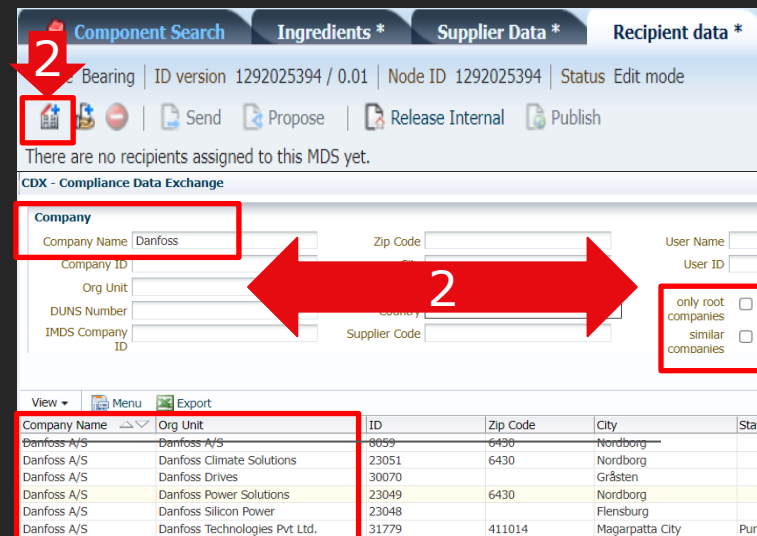 Component Search Ingredients * Supplier Data * Recipient data *
2
Bearing | ID version 1292025394 / 0.01 | Node ID 1292025394 | Status Edit mode
Send Propose | Release Internal Publish
There are no recipients assigned to this MDS yet.
CDX - Compliance Data Exchange
Company
Company Name Danfoss Zip Code User Name
Company ID User ID
Org Unit
2
DUNS Number Country only root companies
IMDS Company ID Supplier Code similar companies
View Menu Export
Company Name Org Unit ID Zip Code City
Danfoss A/S Danfoss A/S 8059 6430 Nordborg
Danfoss A/S Danfoss Climate Solutions 23051 6430 Nordborg
Danfoss A/S Danfoss Drives 30070 Gråsten
Danfoss A/S Danfoss Power Solutions 23049 6430 Nordborg
Danfoss A/S Danfoss Silicon Power 23048 Flensburg
Danfoss A/S Danfoss Technologies Pvt Ltd. 31779 411014 Magarpatta City